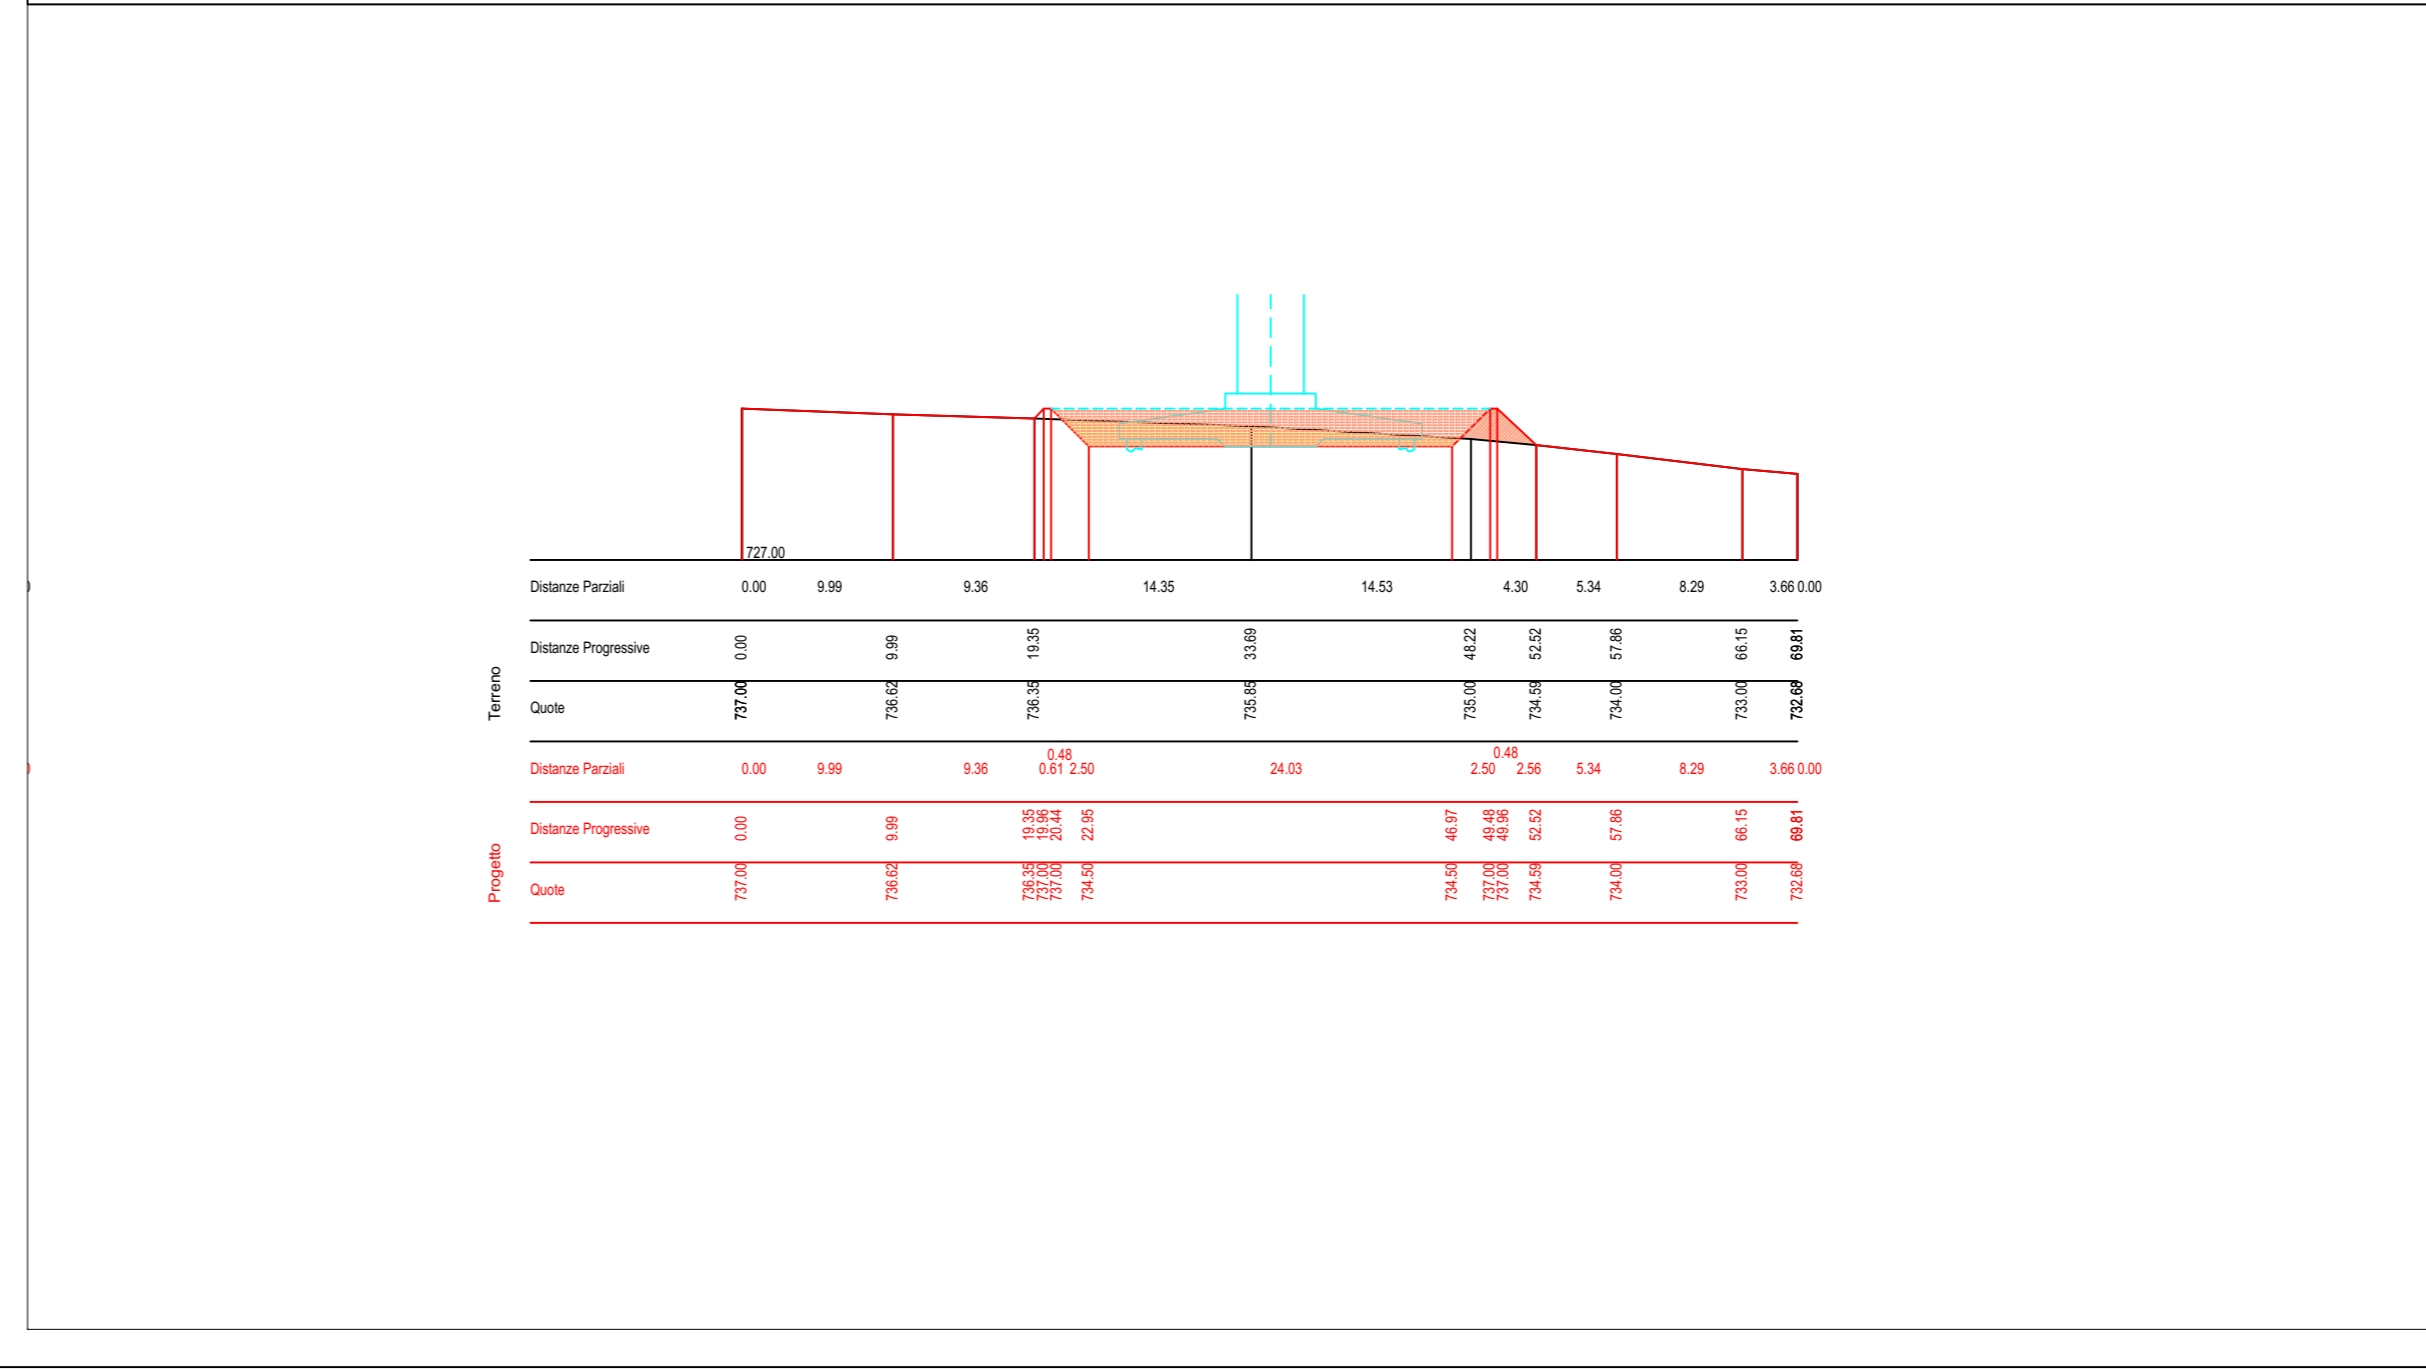 727.00
Terreno
Distanze Parziali 0.00 9.99 9.36 14.35 14.53 4.30 5.34 8.29 3.66 0.00
Distanze Progressive 0.00 9.99 19.35 33.69 48.22 52.52 57.86 66.15 69.81
Quote 737.00 736.62 736.35 735.85 735.00 734.59 734.00 733.00 732.68
Progetto
0.48 0.48
Distanze Parziali 0.00 9.99 9.36 0.61 2.50 24.03 2.50 2.56 5.34 8.29 3.66 0.00
Distanze Progressive 0.00 9.99 19.35 19.96 20.44 22.95 46.97 49.48 49.96 52.52 57.86 66.15 69.81
Quote 737.00 736.62 736.35 737.00 737.00 734.50 734.50 737.00 737.00 734.59 734.00 733.00 732.68